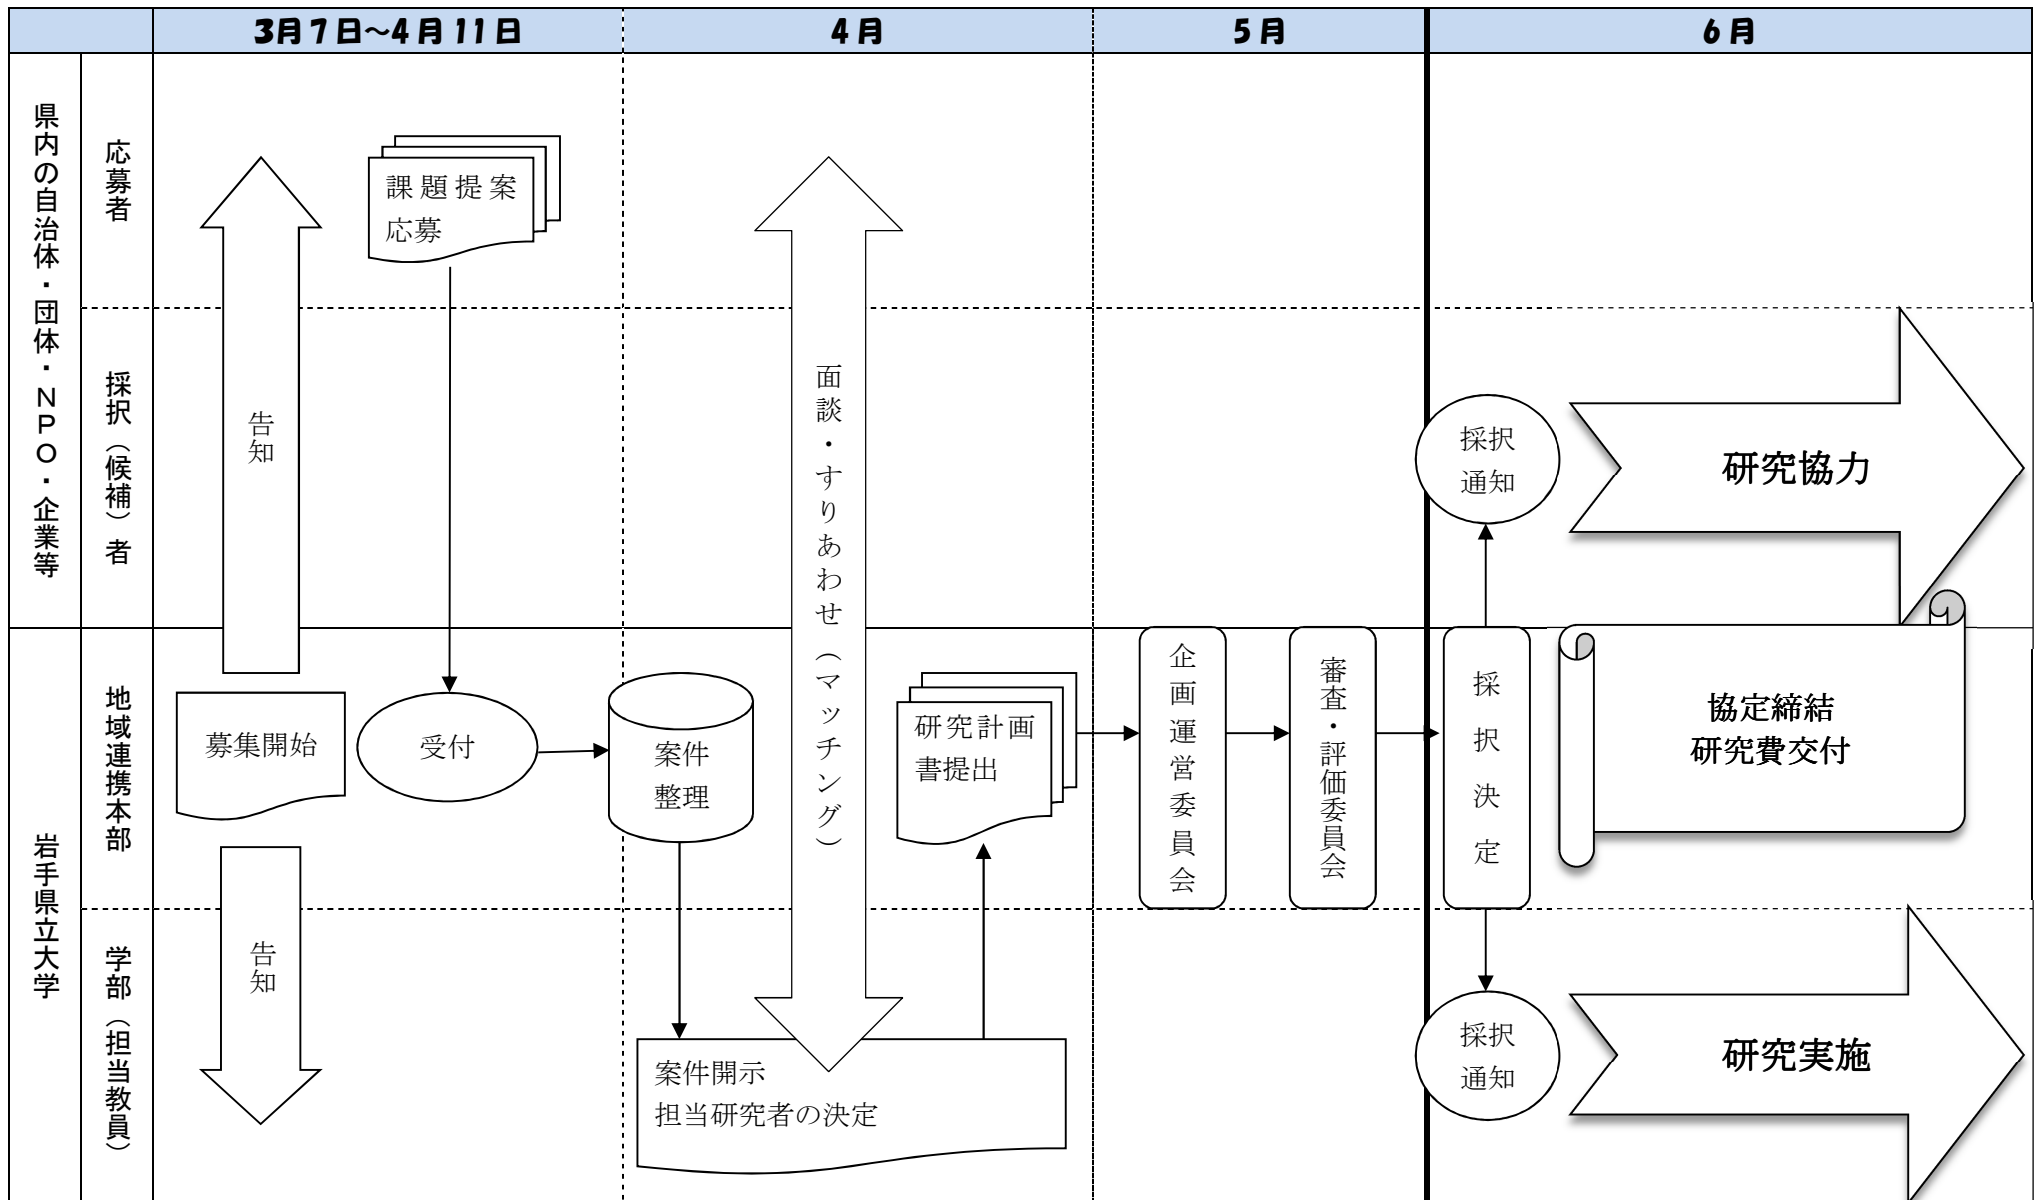 3月7日～4月11日
4月
5月
6月
県内の自治体・団体・ＮＰＯ・企業等
応募者
採択（候補）者
岩手県立大学
地域連携本部
学部（担当教員）
告知
課題提案
応募
募集開始
受付
告知
案件
整理
面談・すりあわせ（マッチング）
研究計画
書提出
案件開示
担当研究者の決定
企画運営委員会
審査・評価委員会
採択決定
採択
通知
研究協力
協定締結
研究費交付
採択
通知
研究実施